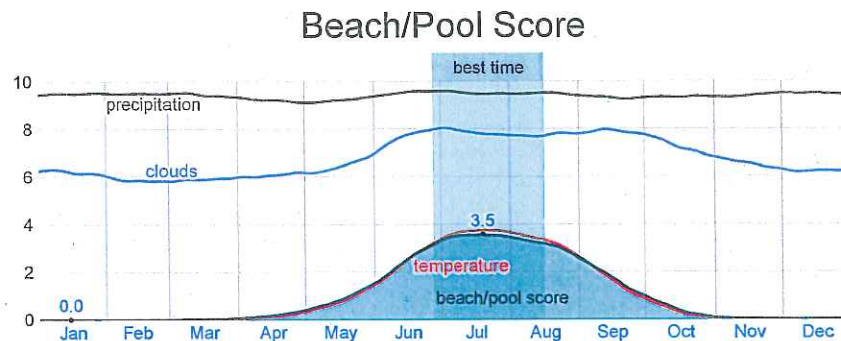 Beach/Pool Score
best time
10
precipitation
8
clouds
6
4
3.5
temperature
2
beach/pool score
0.0
0
Jan Feb Mar Apr May Jun Jul Aug Sep Oct Nov Dec